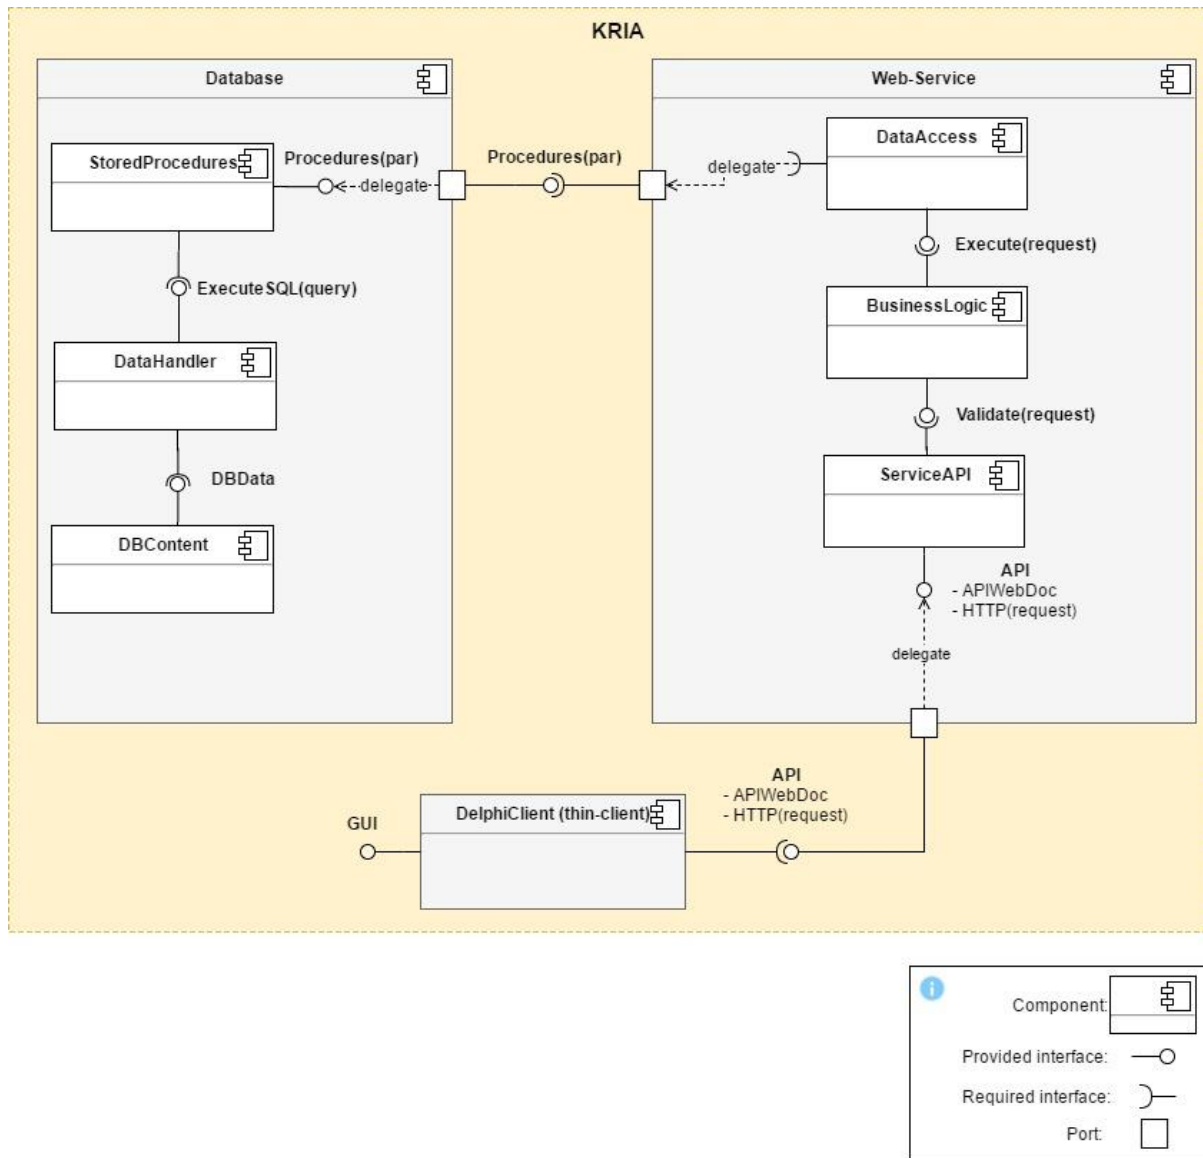 KRIA
Database
StoredProcedures
Procedures(par)
delegate
ExecuteSQL(query)
DataHandler
DBData
DBContent
Procedures(par)
Web-Service
DataAccess
delegate
Execute(request)
BusinessLogic
Validate(request)
ServiceAPI
API
- APIWebDoc
- HTTP(request)
delegate
API
- APIWebDoc
- HTTP(request)
DelphiClient (thin-client)
GUI
Component:
Provided interface:
Required interface:
Port: